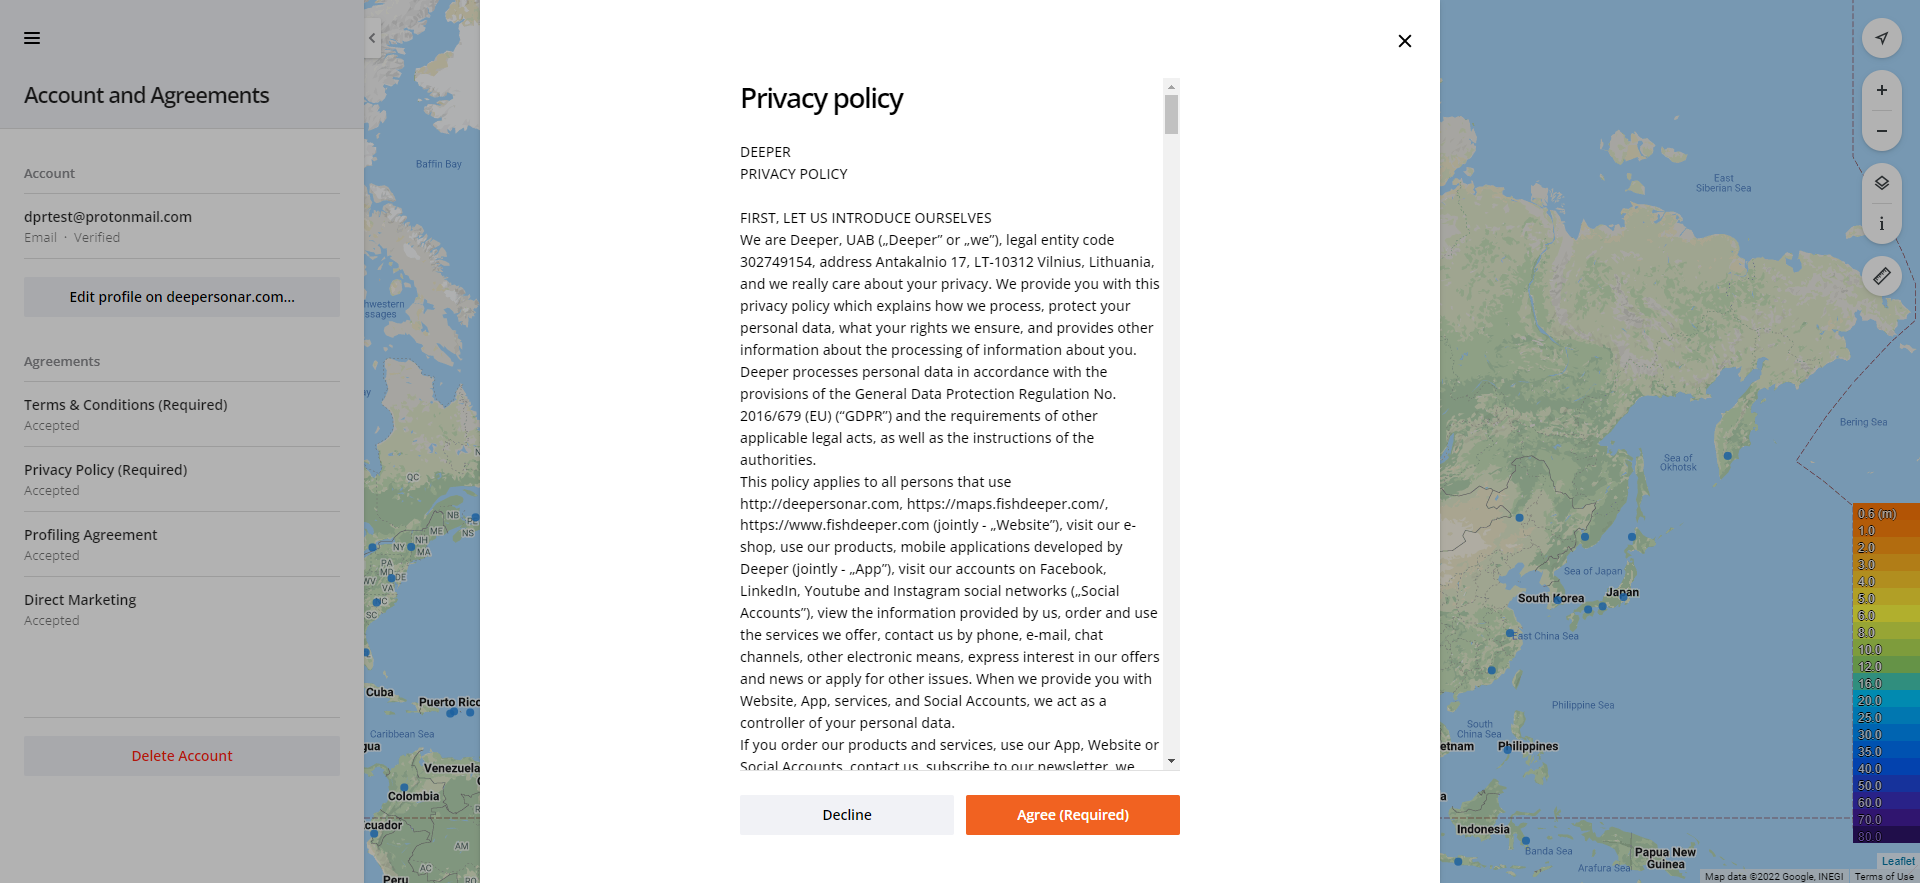 Account and Agreements
Account
dprtest@protonmail.com
Email · Verified
Edit profile on deepersonar.com...
Agreements
Terms & Conditions (Required)
Accepted
Privacy Policy (Required)
Accepted
Profiling Agreement
Accepted
Direct Marketing
Accepted
Delete Account
Baffin Bay
hwestern
ssages
QC
NB
PE
NS
NH
NY
MA
PA
MD
DE
WV
VA
NC
SC
Cuba
Puerto Rico
Caribbean Sea
gua
Venezuela
Colombia
cuador
AM
AC
RO
Peru
Privacy policy
DEEPER
PRIVACY POLICY
FIRST, LET US INTRODUCE OURSELVES
We are Deeper, UAB („Deeper” or „we”), legal entity code
302749154, address Antakalnio 17, LT-10312 Vilnius, Lithuania,
and we really care about your privacy. We provide you with this
privacy policy which explains how we process, protect your
personal data, what your rights we ensure, and provides other
information about the processing of information about you.
Deeper processes personal data in accordance with the
provisions of the General Data Protection Regulation No.
2016/679 (EU) (“GDPR”) and the requirements of other
applicable legal acts, as well as the instructions of the
authorities.
This policy applies to all persons that use
http://deepersonar.com, https://maps.fishdeeper.com/,
https://www.fishdeeper.com (jointly - „Website”), visit our e-
shop, use our products, mobile applications developed by
Deeper (jointly - „App”), visit our accounts on Facebook,
LinkedIn, Youtube and Instagram social networks („Social
Accounts”), view the information provided by us, order and use
the services we offer, contact us by phone, e-mail, chat
channels, other electronic means, express interest in our offers
and news or apply for other issues. When we provide you with
Website, App, services, and Social Accounts, we act as a
controller of your personal data.
If you order our products and services, use our App, Website or
Social Accounts, contact us, subscribe to our newsletter, we
Decline
Agree (Required)
East
Siberian Sea
Bering Sea
Sea of
Okhotsk
Sea of Japan
South Korea
Japan
East China Sea
Philippine Sea
South
China Sea
etnam
Philippines
a
Indonesia
Banda Sea
Arafura Sea
Papua New
Guinea
0.6 (m)
1.0
2.0
3.0
4.0
5.0
6.0
8.0
10.0
12.0
16.0
20.0
25.0
30.0
35.0
40.0
50.0
60.0
70.0
80.0
Leaflet
Map data ©2022 Google, INEGI
Terms of Use